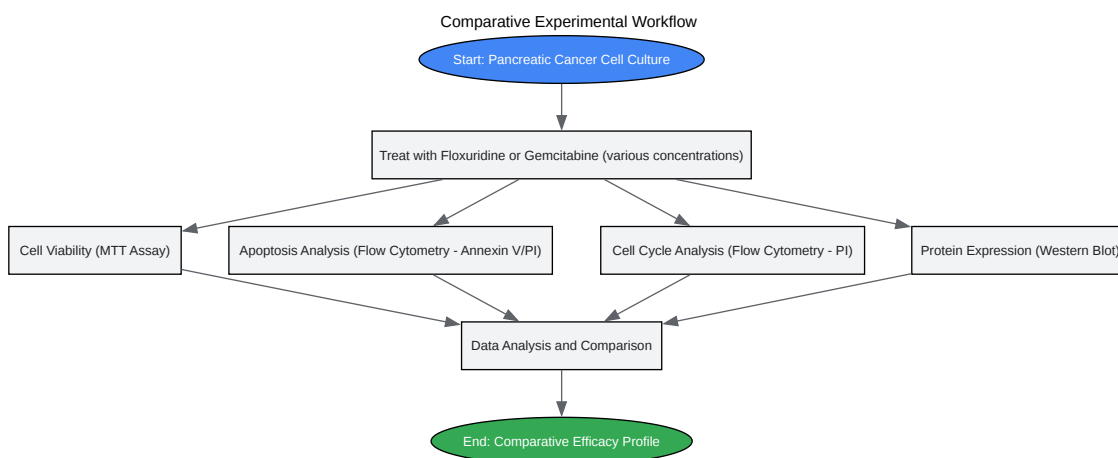 Comparative Experimental Workflow
Start: Pancreatic Cancer Cell Culture
Treat with Floxuridine or Gemcitabine (various concentrations)
Cell Viability (MTT Assay)
Apoptosis Analysis (Flow Cytometry - Annexin V/PI)
Cell Cycle Analysis (Flow Cytometry - PI)
Protein Expression (Western Blot)
Data Analysis and Comparison
End: Comparative Efficacy Profile